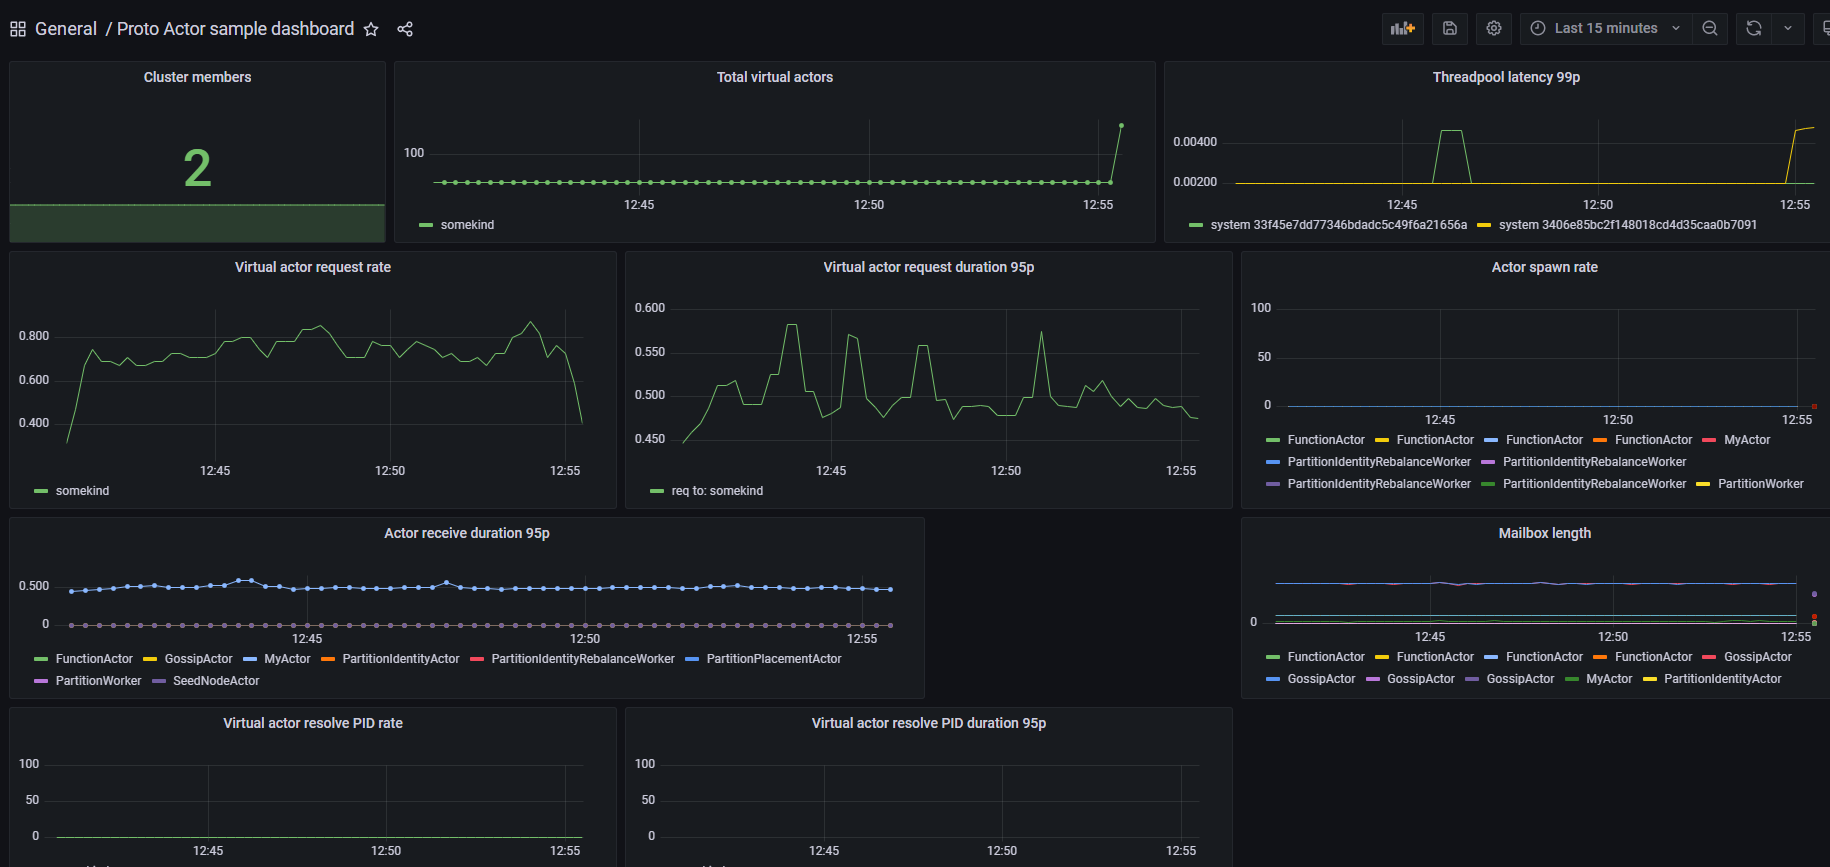 General / Proto Actor sample dashboard
Last 15 minutes
Cluster members
2
Total virtual actors
100
12:45 12:50 12:55
somekind
Threadpool latency 99p
0.00400
0.00200
12:45 12:50 12:55
system 33f45e7dd77346bdadc5c49f6a21656a system 3406e85bc2f148018cd4d35caa0b7091
Virtual actor request rate
0.800
0.600
0.400
12:45 12:50 12:55
somekind
Virtual actor request duration 95p
0.600
0.550
0.500
0.450
12:45 12:50 12:55
req to: somekind
Actor spawn rate
100
50
0
12:45 12:50 12:55
FunctionActor FunctionActor FunctionActor FunctionActor MyActor
PartitionIdentityRebalanceWorker PartitionIdentityRebalanceWorker
PartitionIdentityRebalanceWorker PartitionIdentityRebalanceWorker PartitionWorker
Actor receive duration 95p
0.500
0
12:45 12:50 12:55
FunctionActor GossipActor MyActor PartitionIdentityActor PartitionIdentityRebalanceWorker PartitionPlacementActor
PartitionWorker SeedNodeActor
Mailbox length
0
12:45 12:50 12:55
FunctionActor FunctionActor FunctionActor FunctionActor GossipActor
GossipActor GossipActor GossipActor MyActor PartitionIdentityActor
Virtual actor resolve PID rate
100
50
0
12:45 12:50 12:55
Virtual actor resolve PID duration 95p
100
50
0
12:45 12:50 12:55